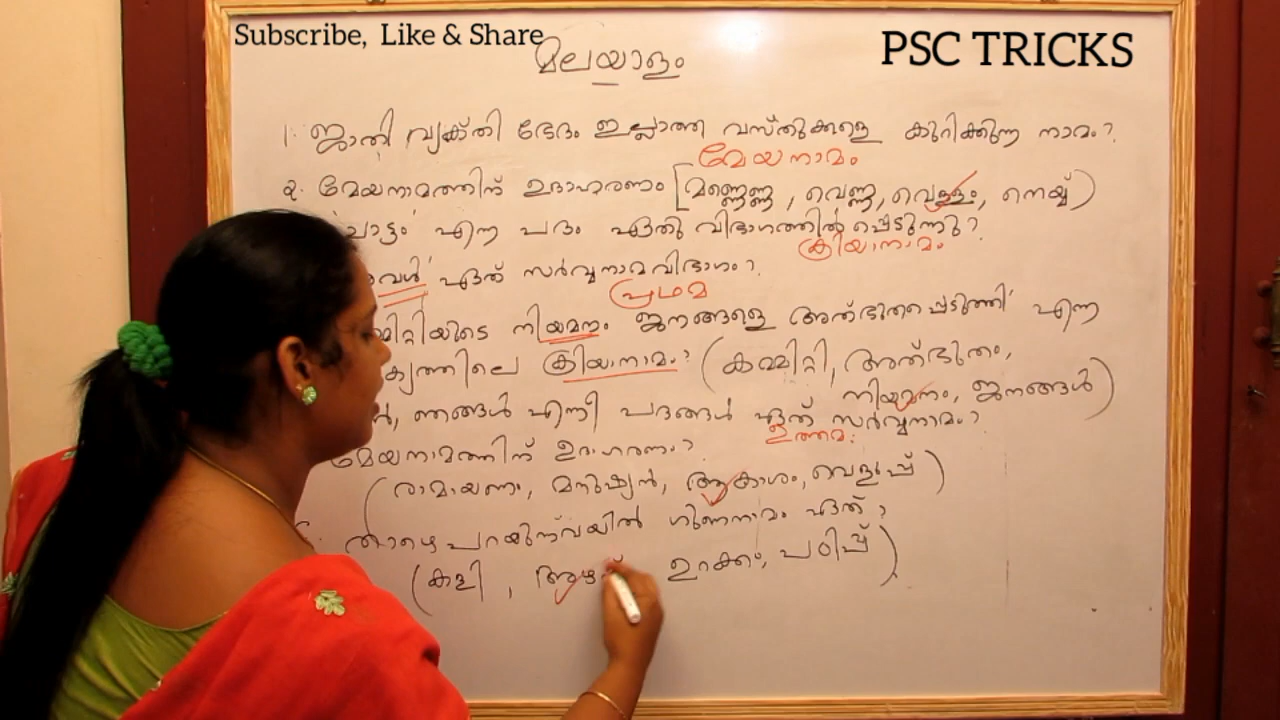 Subscribe, Like & Share
PSC TRICKS
മലയാളം
1. ജാതി വ്യക്തി ഭേദം ഇല്ലാത്ത വസ്തുക്കളെ കുറിക്കുന്ന നാമം?
മേയനാമം
2. മേയനാമത്തിന് ഉദാഹരണം [മണ്ണെണ്ണ, വെണ്ണ, വെള്ളം, നെയ്യ്)
'ചാട്ടം' എന്ന പദം ഏതു വിഭാഗത്തിൽപ്പെടുന്നു?
ക്രിയാനാമം
വൾ' ഏത് സർവ്വനാമവിഭാഗം?
പ്രഥമ
മിറ്റിയുടെ നിയമനം ജനങ്ങളെ അത്ഭുതപ്പെടുത്തി' എന്ന
ക്യത്തിലെ ക്രിയാനാമം? (കമ്മിറ്റി, അത്ഭുതം,
നിയമനം, ജനങ്ങൾ)
ൻ, ഞങ്ങൾ എന്നീ പദങ്ങൾ ഏത് സർവ്വനാമം?
ഉത്തമ.
മേയനാമത്തിന് ഉദാഹരണം?
(രാമായണം, മനുഷ്യൻ, ആകാശം, വെളുപ്പ്)
താഴെ പറയുന്നവയിൽ ഗുണനാമം ഏത്?
(കളി, ഉറക്കം, പഠിപ്പ്)